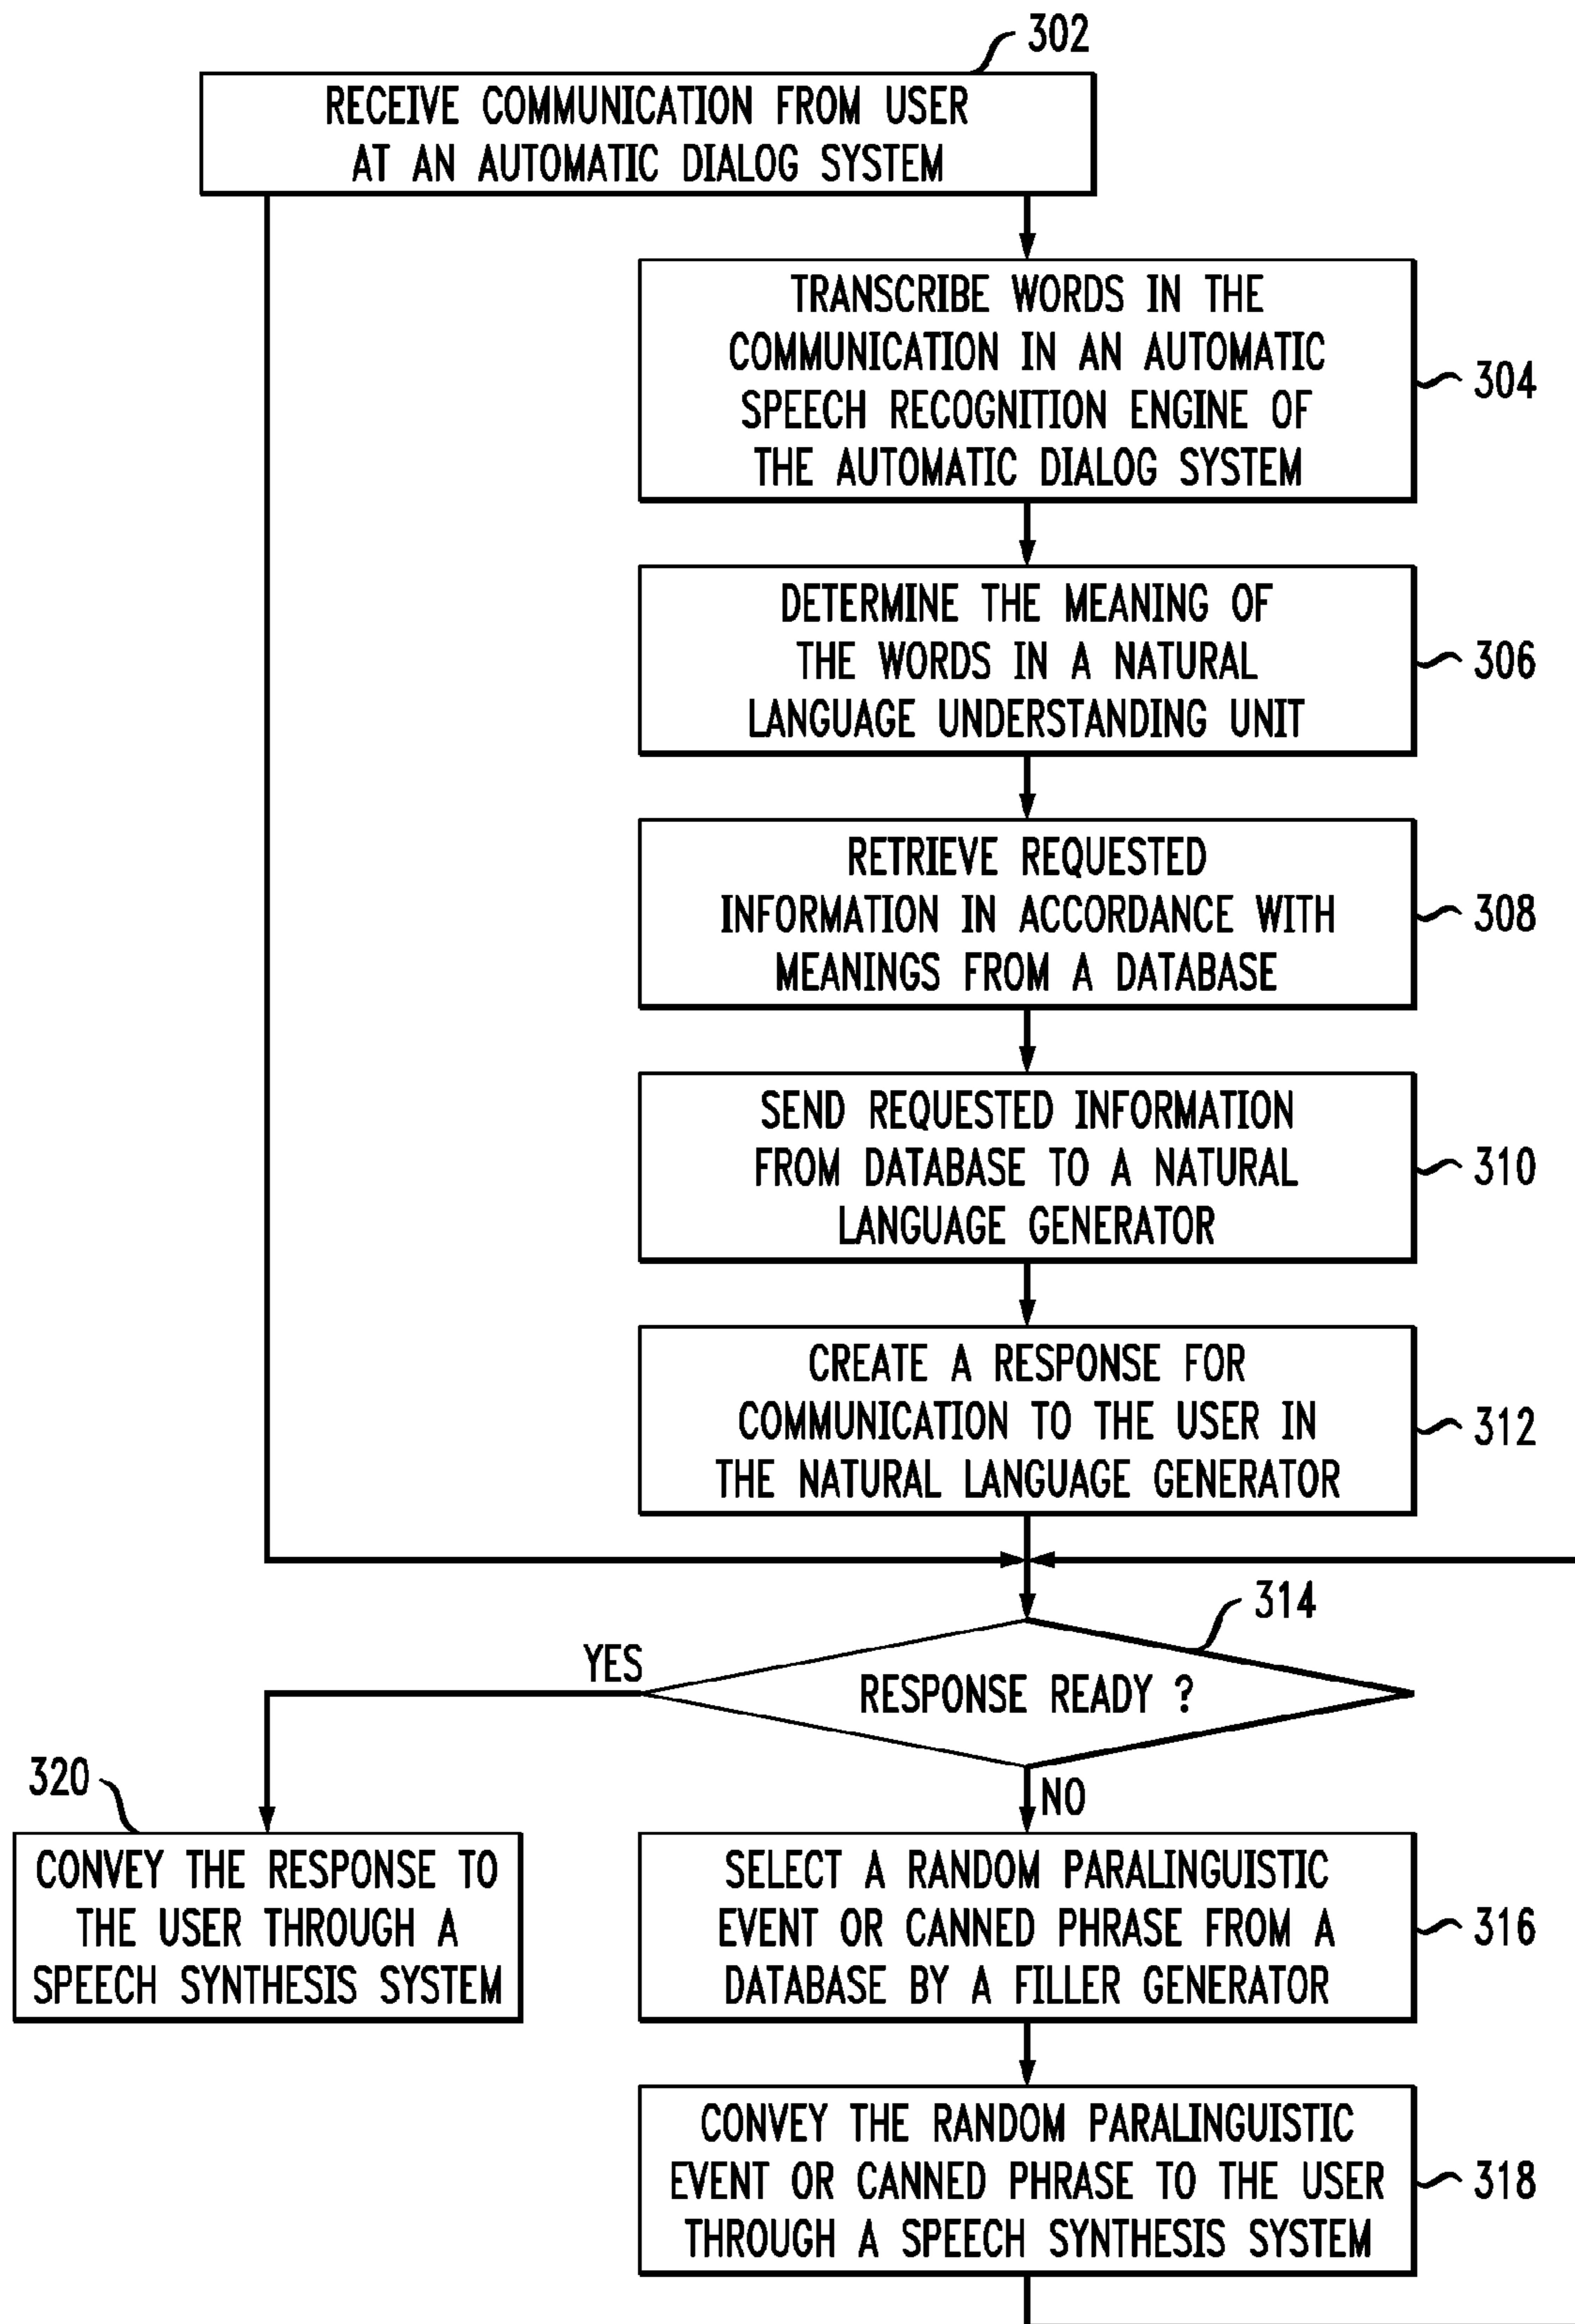 302
RECEIVE COMMUNICATION FROM USER
AT AN AUTOMATIC DIALOG SYSTEM
TRANSCRIBE WORDS IN THE
COMMUNICATION IN AN AUTOMATIC
SPEECH RECOGNITION ENGINE OF
THE AUTOMATIC DIALOG SYSTEM
304
DETERMINE THE MEANING OF
THE WORDS IN A NATURAL
LANGUAGE UNDERSTANDING UNIT
306
RETRIEVE REQUESTED
INFORMATION IN ACCORDANCE WITH
MEANINGS FROM A DATABASE
308
SEND REQUESTED INFORMATION
FROM DATABASE TO A NATURAL
LANGUAGE GENERATOR
310
CREATE A RESPONSE FOR
COMMUNICATION TO THE USER IN
THE NATURAL LANGUAGE GENERATOR
312
314
YES
RESPONSE READY ?
NO
320
CONVEY THE RESPONSE TO
THE USER THROUGH A
SPEECH SYNTHESIS SYSTEM
SELECT A RANDOM PARALINGUISTIC
EVENT OR CANNED PHRASE FROM A
DATABASE BY A FILLER GENERATOR
316
CONVEY THE RANDOM PARALINGUISTIC
EVENT OR CANNED PHRASE TO THE USER
THROUGH A SPEECH SYNTHESIS SYSTEM
318